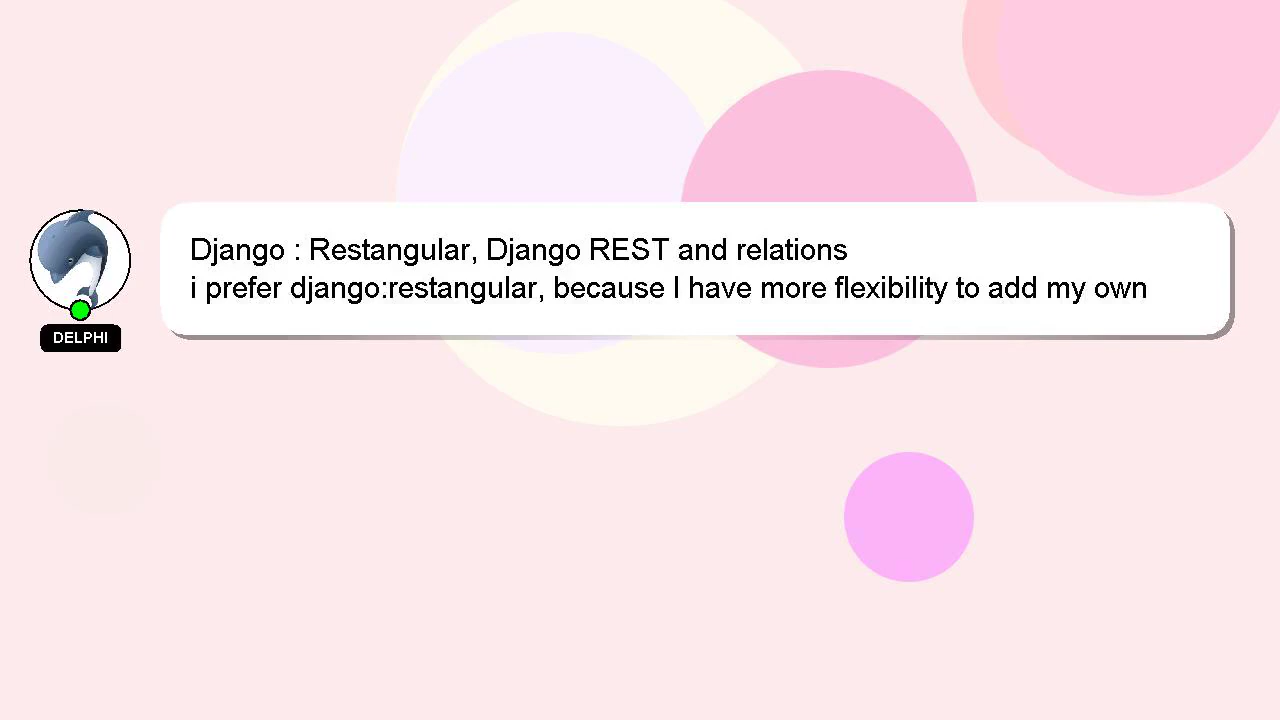 Django : Restangular, Django REST and relations
i prefer django:restangular, because I have more flexibility to add my own
DELPHI